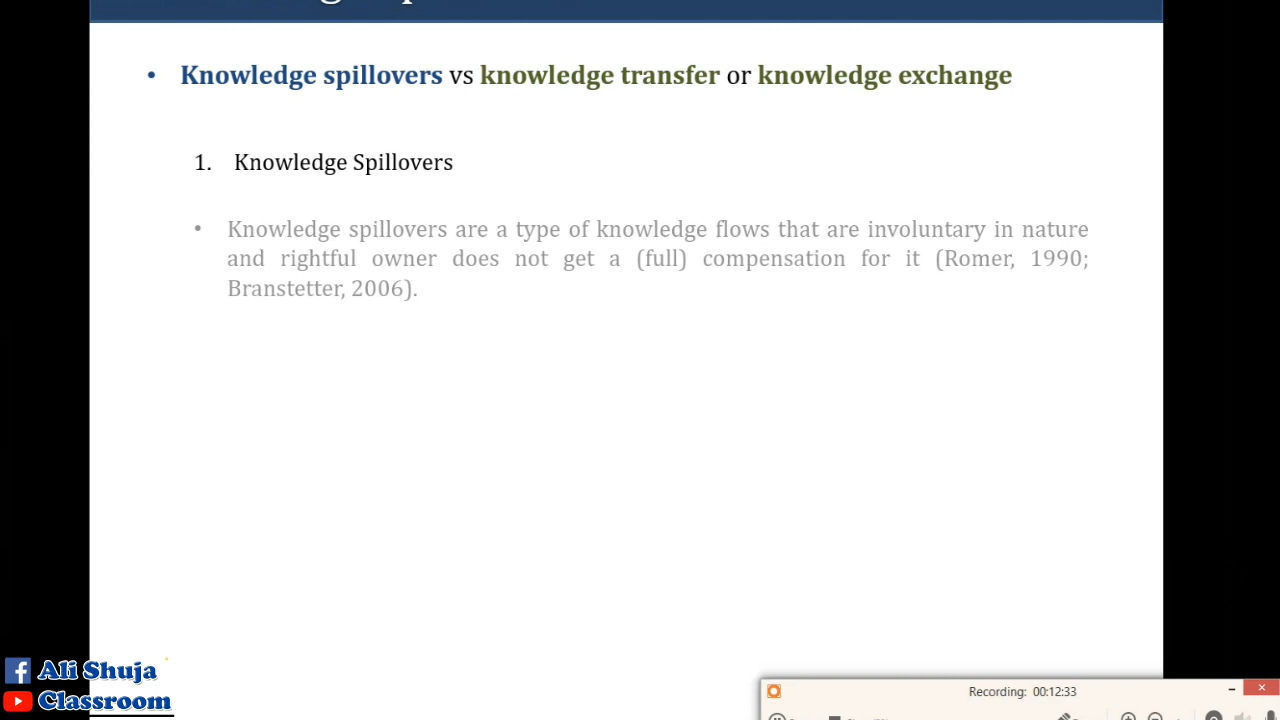 • Knowledge spillovers vs knowledge transfer or knowledge exchange
1. Knowledge Spillovers
• Knowledge spillovers are a type of knowledge flows that are involuntary in nature
and rightful owner does not get a (full) compensation for it (Romer, 1990;
Branstetter, 2006).
Ali Shuja
Classroom
Recording: 00:12:33